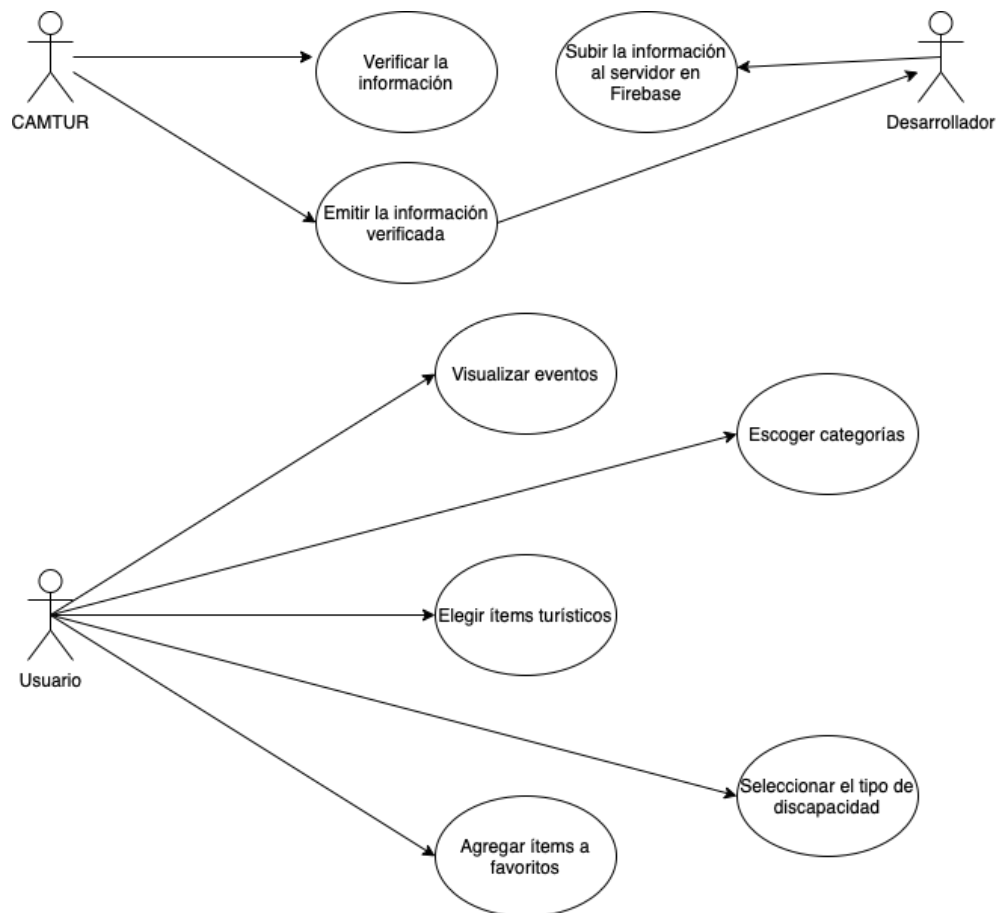 Verificar la
información
Subir la información
al servidor en
Firebase
CAMTUR
Desarrollador
Emitir la información
verificada
Visualizar eventos
Escoger categorías
Elegir ítems turísticos
Usuario
Seleccionar el tipo de
discapacidad
Agregar ítems a
favoritos